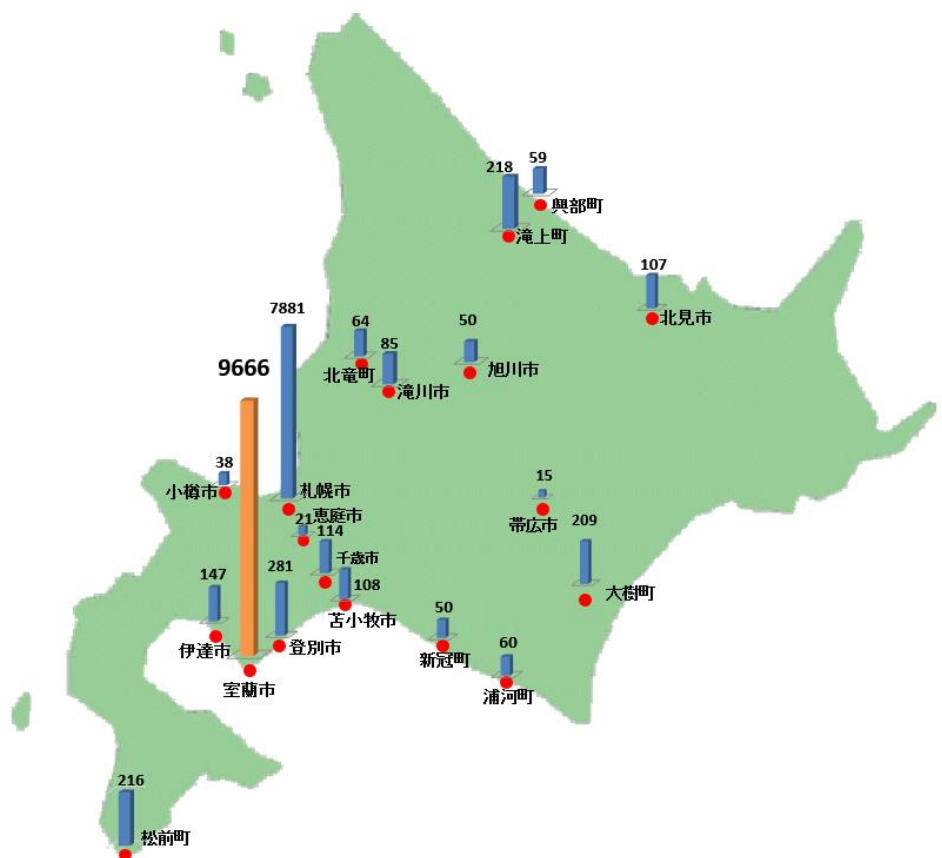 59
218
興部町
滝上町
107
北見市
7881
64
50
85
北竜町
旭川市
滝川市
9666
38
小樽市
札幌市
恵庭市
21
15
帯広市
114
千歳市
209
147
281
108
大樹町
苫小牧市
50
伊達市
登別市
新冠町
60
室蘭市
浦河町
216
松前町